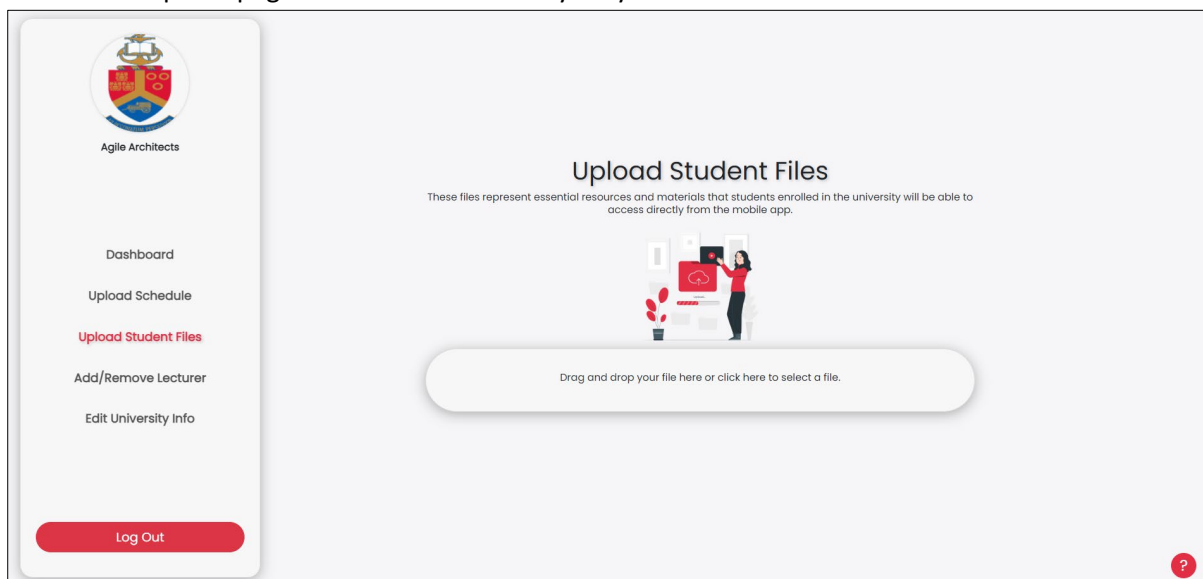 Agile Architects
Dashboard
Upload Schedule
Upload Student Files
Add/Remove Lecturer
Edit University Info
Log Out
Upload Student Files
These files represent essential resources and materials that students enrolled in the university will be able to
access directly from the mobile app.
Drag and drop your file here or click here to select a file.
?